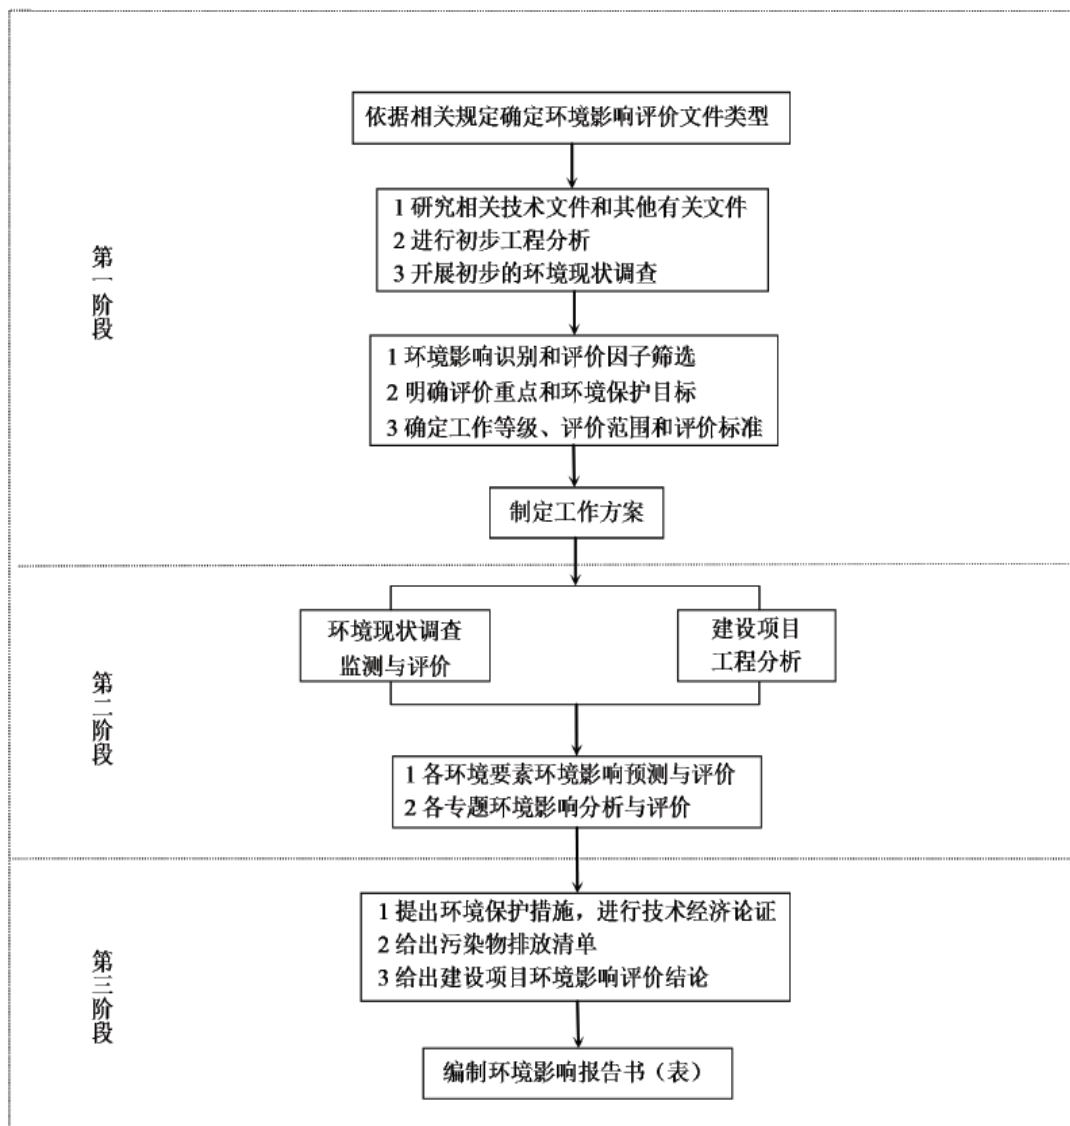 依据相关规定确定环境影响评价文件类型
1 研究相关技术文件和其他有关文件
2 进行初步工程分析
3 开展初步的环境现状调查
第一阶段
1 环境影响识别和评价因子筛选
2 明确评价重点和环境保护目标
3 确定工作等级、评价范围和评价标准
制定工作方案
环境现状调查
监测与评价
建设项目
工程分析
第二阶段
1 各环境要素环境影响预测与评价
2 各专题环境影响分析与评价
1 提出环境保护措施，进行技术经济论证
2 给出污染物排放清单
3 给出建设项目环境影响评价结论
第三阶段
编制环境影响报告书（表）